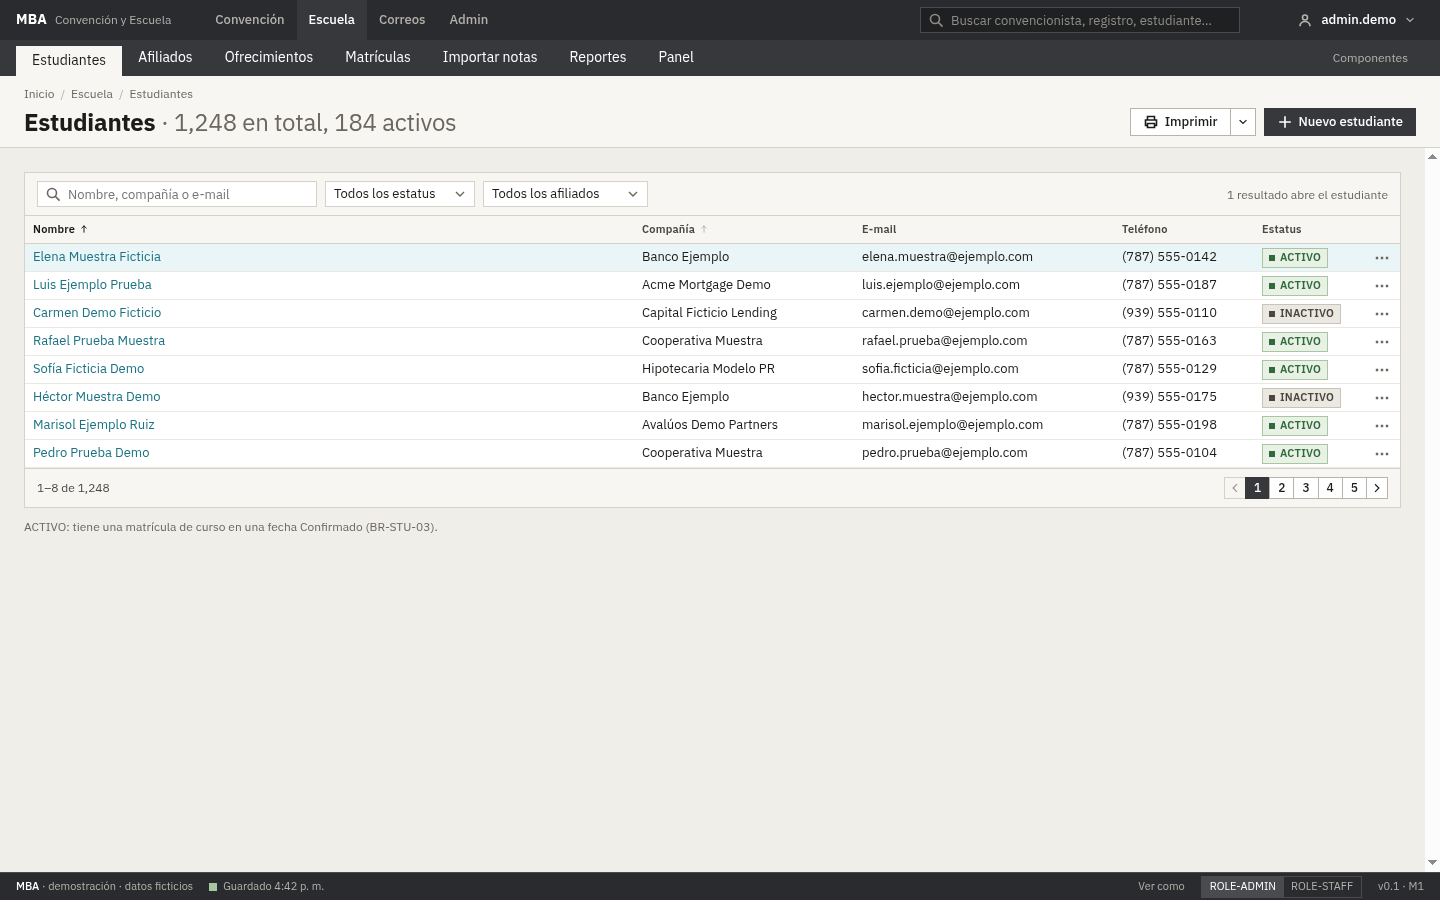 MBA Convención y Escuela Convención Escuela Correos Admin Buscar convencionista, registro, estudiante... admin.demo
Estudiantes Afiliados Ofrecimientos Matrículas Importar notas Reportes Panel Componentes
Inicio / Escuela / Estudiantes
Estudiantes · 1,248 en total, 184 activos Imprimir Nuevo estudiante
Nombre, compañía o e-mail Todos los estatus Todos los afiliados 1 resultado abre el estudiante
Nombre ↑ Compañía ↑ E-mail Teléfono Estatus
Elena Muestra Ficticia Banco Ejemplo elena.muestra@ejemplo.com (787) 555-0142 ACTIVO
Luis Ejemplo Prueba Acme Mortgage Demo luis.ejemplo@ejemplo.com (787) 555-0187 ACTIVO
Carmen Demo Ficticio Capital Ficticio Lending carmen.demo@ejemplo.com (939) 555-0110 INACTIVO
Rafael Prueba Muestra Cooperativa Muestra rafael.prueba@ejemplo.com (787) 555-0163 ACTIVO
Sofía Ficticia Demo Hipotecaria Modelo PR sofia.ficticia@ejemplo.com (787) 555-0129 ACTIVO
Héctor Muestra Demo Banco Ejemplo hector.muestra@ejemplo.com (939) 555-0175 INACTIVO
Marisol Ejemplo Ruiz Avalúos Demo Partners marisol.ejemplo@ejemplo.com (787) 555-0198 ACTIVO
Pedro Prueba Demo Cooperativa Muestra pedro.prueba@ejemplo.com (787) 555-0104 ACTIVO
1–8 de 1,248 1 2 3 4 5
ACTIVO: tiene una matrícula de curso en una fecha Confirmado (BR-STU-03).
MBA · demostración · datos ficticios Guardado 4:42 p. m. Ver como ROLE-ADMIN ROLE-STAFF v0.1 · M1